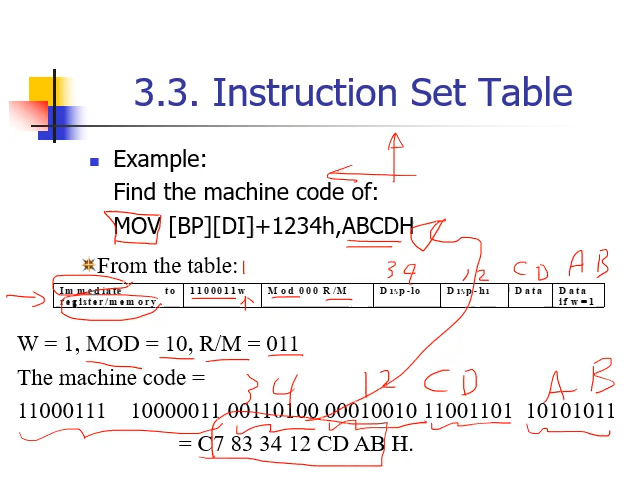 3.3. Instruction Set Table
Example:
Find the machine code of:
MOV [BP][DI]+1234h,ABCDH
From the table: 1 34 12 CD AB
Immediate to register/memory 1100011w Mod 000 R/M Disp-lo Disp-hi Data Data if w=1
W = 1, MOD = 10, R/M = 011
The machine code =
34 12 CD AB
11000111 10000011 00110100 00010010 11001101 10101011
= C7 83 34 12 CD AB H.